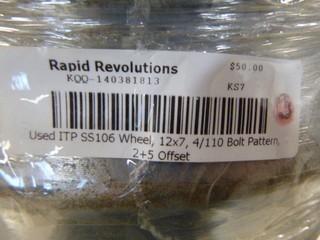 Rapid Revolutions $50.00
KQQ-140381813 KS7
Used ITP SS106 Wheel, 12x7, 4/110 Bolt Pattern,
2+5 Offset